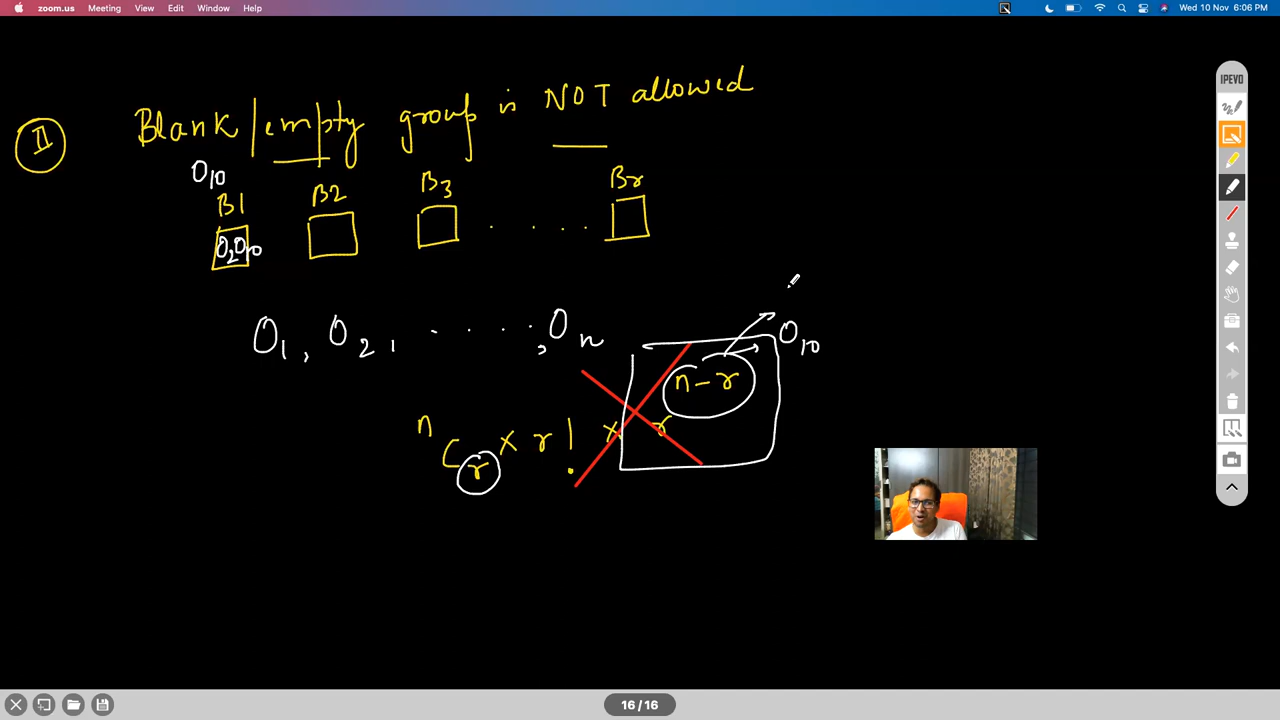 zoom.us Meeting View Edit Window Help Wed 10 Nov 6:06 PM
IPEVO
II Blank/empty group is NOT allowed
O10
B1 B2 B3 Br
O2O10 . . . . .
O1, O2, . . . . . , On
O10
n-r
nCr × r! × r
16/16